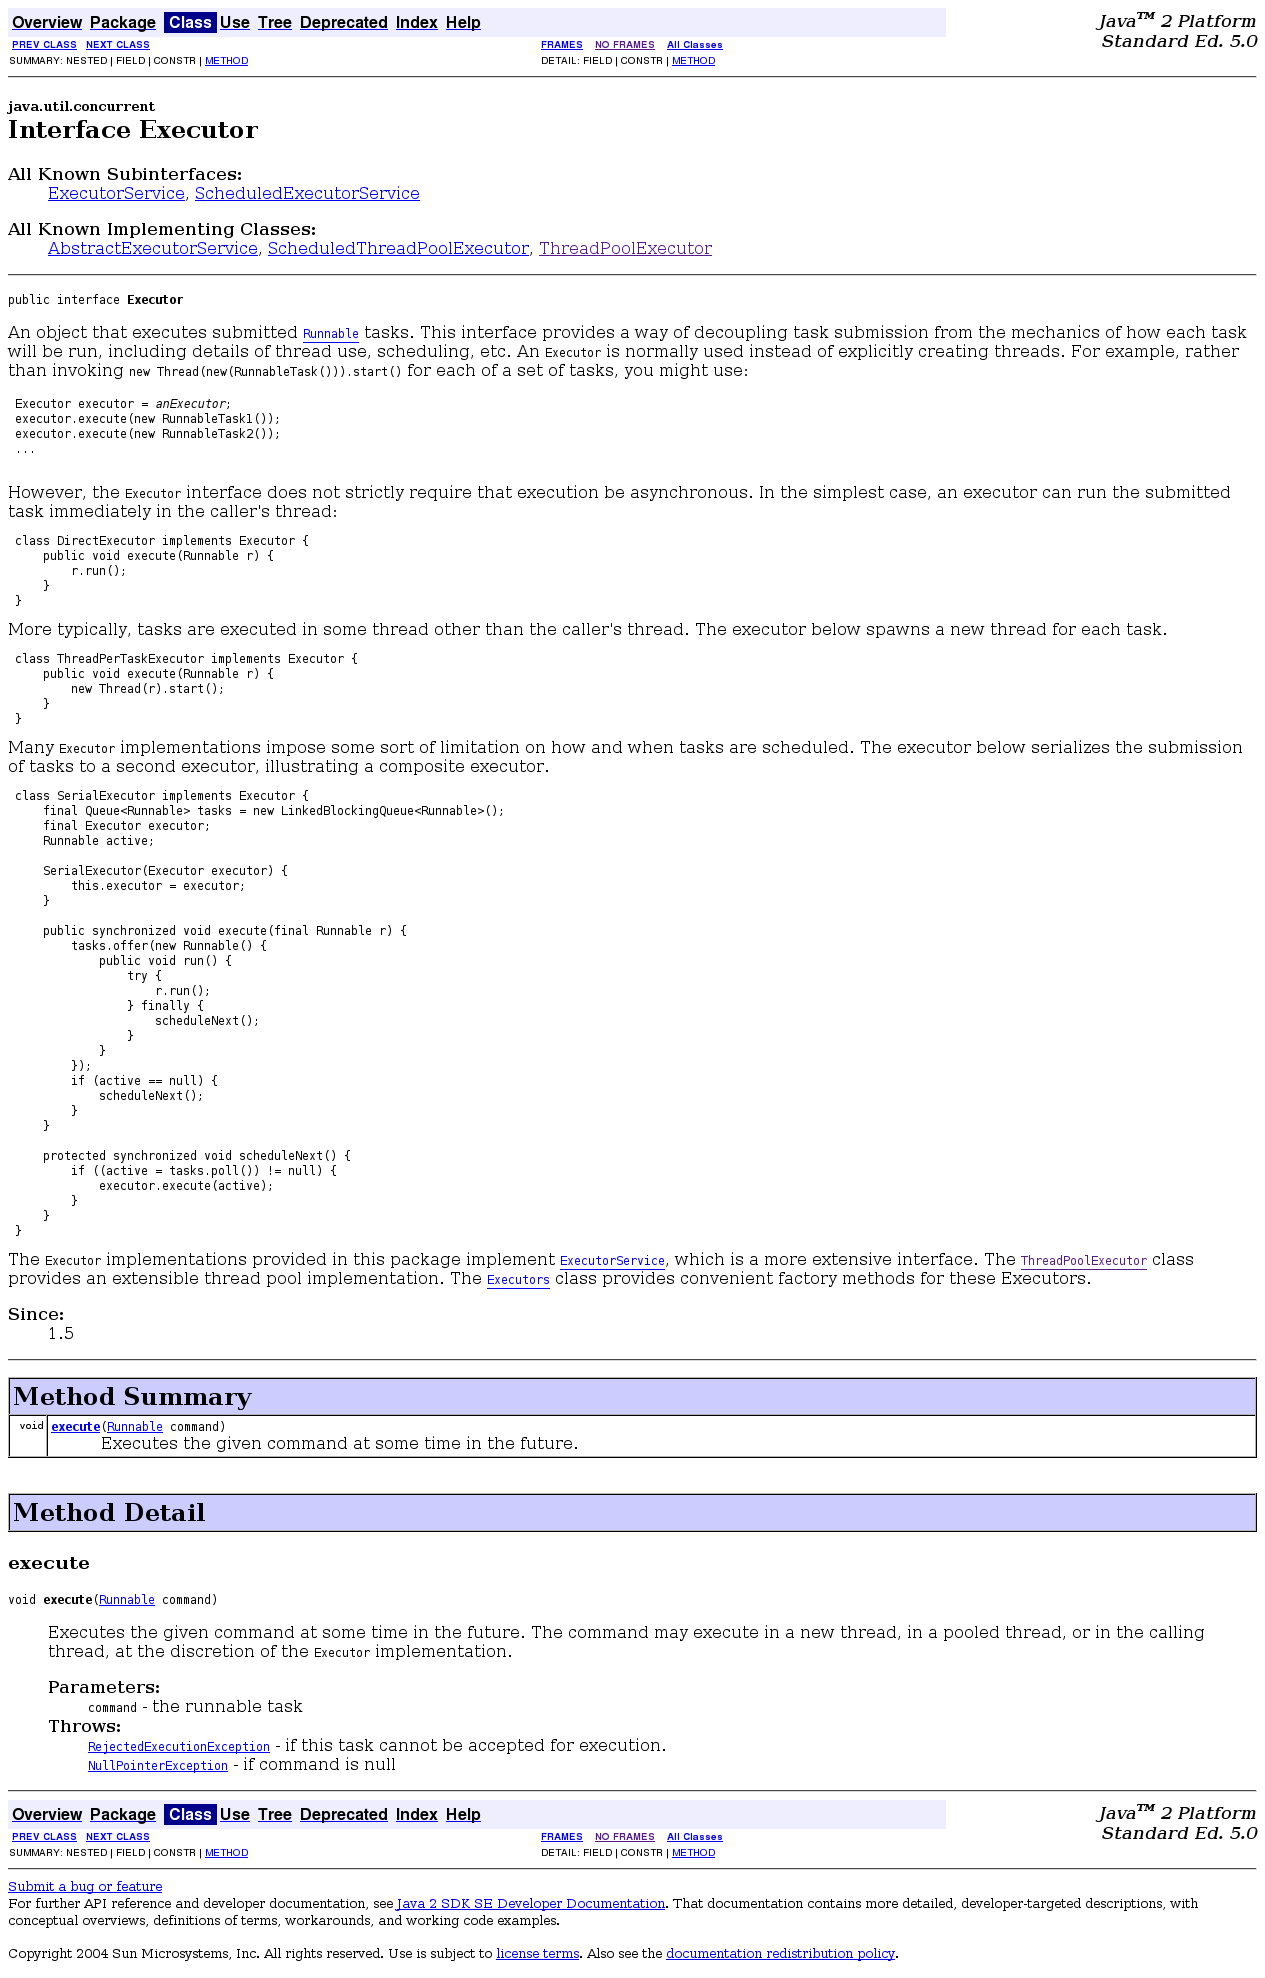 Overview Package Class Use Tree Deprecated Index Help
Java™ 2 Platform
Standard Ed. 5.0
PREV CLASS NEXT CLASS
FRAMES NO FRAMES All Classes
SUMMARY: NESTED | FIELD | CONSTR | METHOD
DETAIL: FIELD | CONSTR | METHOD
java.util.concurrent
Interface Executor
All Known Subinterfaces:
ExecutorService, ScheduledExecutorService
All Known Implementing Classes:
AbstractExecutorService, ScheduledThreadPoolExecutor, ThreadPoolExecutor
public interface Executor
An object that executes submitted Runnable tasks. This interface provides a way of decoupling task submission from the mechanics of how each task
will be run, including details of thread use, scheduling, etc. An Executor is normally used instead of explicitly creating threads. For example, rather
than invoking new Thread(new(RunnableTask())).start() for each of a set of tasks, you might use:
Executor executor = anExecutor;
executor.execute(new RunnableTask1());
executor.execute(new RunnableTask2());
...
However, the Executor interface does not strictly require that execution be asynchronous. In the simplest case, an executor can run the submitted
task immediately in the caller's thread:
class DirectExecutor implements Executor {
public void execute(Runnable r) {
r.run();
}
}
More typically, tasks are executed in some thread other than the caller's thread. The executor below spawns a new thread for each task.
class ThreadPerTaskExecutor implements Executor {
public void execute(Runnable r) {
new Thread(r).start();
}
}
Many Executor implementations impose some sort of limitation on how and when tasks are scheduled. The executor below serializes the submission
of tasks to a second executor, illustrating a composite executor.
class SerialExecutor implements Executor {
final Queue<Runnable> tasks = new LinkedBlockingQueue<Runnable>();
final Executor executor;
Runnable active;
SerialExecutor(Executor executor) {
this.executor = executor;
}
public synchronized void execute(final Runnable r) {
tasks.offer(new Runnable() {
public void run() {
try {
r.run();
} finally {
scheduleNext();
}
}
});
if (active == null) {
scheduleNext();
}
}
protected synchronized void scheduleNext() {
if ((active = tasks.poll()) != null) {
executor.execute(active);
}
}
}
The Executor implementations provided in this package implement ExecutorService, which is a more extensive interface. The ThreadPoolExecutor class
provides an extensible thread pool implementation. The Executors class provides convenient factory methods for these Executors.
Since:
1.5
Method Summary
void execute(Runnable command)
Executes the given command at some time in the future.
Method Detail
execute
void execute(Runnable command)
Executes the given command at some time in the future. The command may execute in a new thread, in a pooled thread, or in the calling
thread, at the discretion of the Executor implementation.
Parameters:
command - the runnable task
Throws:
RejectedExecutionException - if this task cannot be accepted for execution.
NullPointerException - if command is null
Overview Package Class Use Tree Deprecated Index Help
Java™ 2 Platform
Standard Ed. 5.0
PREV CLASS NEXT CLASS
FRAMES NO FRAMES All Classes
SUMMARY: NESTED | FIELD | CONSTR | METHOD
DETAIL: FIELD | CONSTR | METHOD
Submit a bug or feature
For further API reference and developer documentation, see Java 2 SDK SE Developer Documentation. That documentation contains more detailed, developer-targeted descriptions, with
conceptual overviews, definitions of terms, workarounds, and working code examples.
Copyright 2004 Sun Microsystems, Inc. All rights reserved. Use is subject to license terms. Also see the documentation redistribution policy.